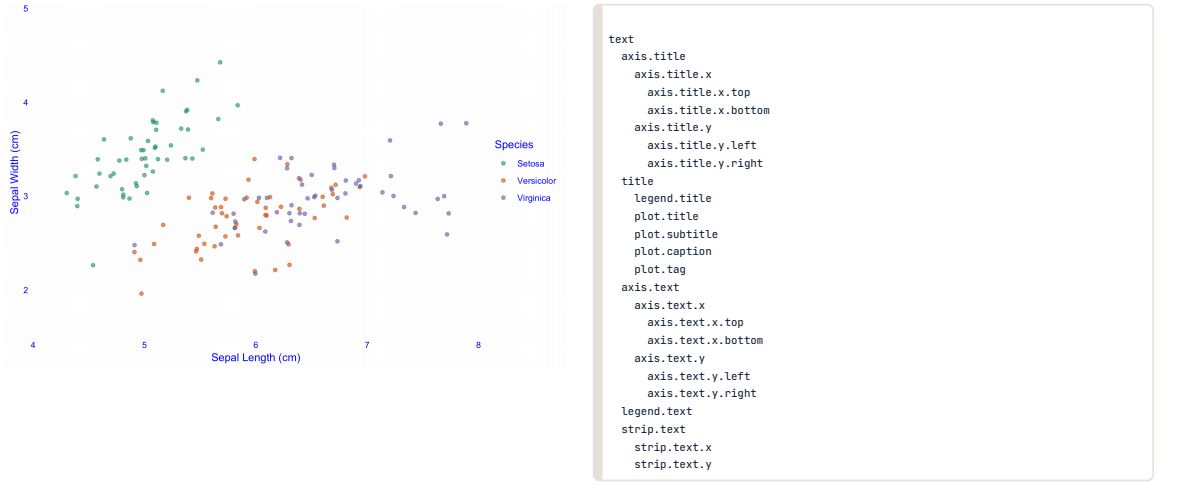 5
4
3
2
Sepal Width (cm)
4
5
6
7
8
Sepal Length (cm)
Species
Setosa
Versicolor
Virginica
text
axis.title
axis.title.x
axis.title.x.top
axis.title.x.bottom
axis.title.y
axis.title.y.left
axis.title.y.right
title
legend.title
plot.title
plot.subtitle
plot.caption
plot.tag
axis.text
axis.text.x
axis.text.x.top
axis.text.x.bottom
axis.text.y
axis.text.y.left
axis.text.y.right
legend.text
strip.text
strip.text.x
strip.text.y